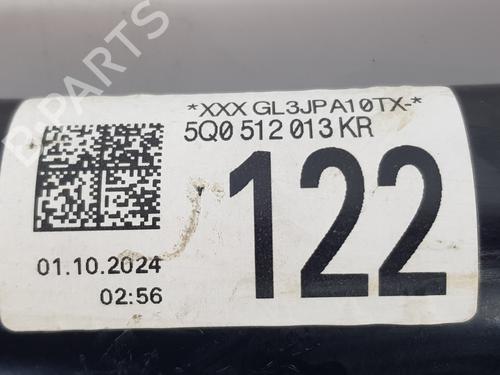 *XXX GL3JPA10TX-*
5Q0 512 013 KR
122
01.10.2024
02:56
B-PARTS